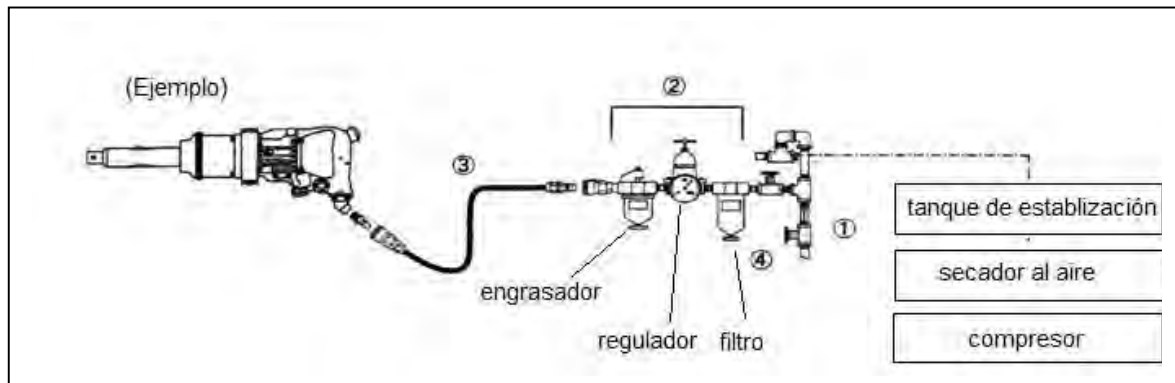 (Ejemplo)
②
③
①
④
engrasador
regulador
filtro
tanque de establización
secador al aire
compresor